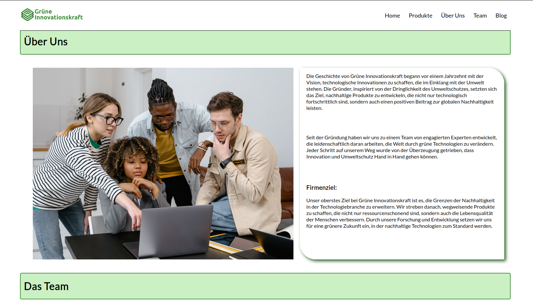 Grüne
Innovationskraft
Home Produkte Über Uns Team Blog
Über Uns
Die Geschichte von Grüne Innovationskraft begann vor einem Jahrzehnt mit der
Vision, technologische Innovationen zu schaffen, die im Einklang mit der Umwelt
stehen. Die Gründer, inspiriert von der Dringlichkeit des Umweltschutzes, setzten sich
das Ziel, nachhaltige Produkte zu entwickeln, die nicht nur technologisch
fortschrittlich sind, sondern auch einen positiven Beitrag zur globalen Nachhaltigkeit
leisten.
Seit der Gründung haben wir uns zu einem Team von engagierten Experten entwickelt,
die leidenschaftlich daran arbeiten, die Welt durch grüne Technologien zu verändern.
Jeder Schritt auf unserem Weg wurde von der Überzeugung getrieben, dass
Innovation und Umweltschutz Hand in Hand gehen können.
Firmenziel:
Unser oberstes Ziel bei Grüne Innovationskraft ist es, die Grenzen der Nachhaltigkeit
in der Technologiebranche zu erweitern. Wir streben danach, wegweisende Produkte
zu schaffen, die nicht nur ressourcenschonend sind, sondern auch die Lebensqualität
der Menschen verbessern. Durch unsere Forschung und Entwicklung setzen wir uns
für eine grünere Zukunft ein, in der nachhaltige Technologien zum Standard werden.
Das Team